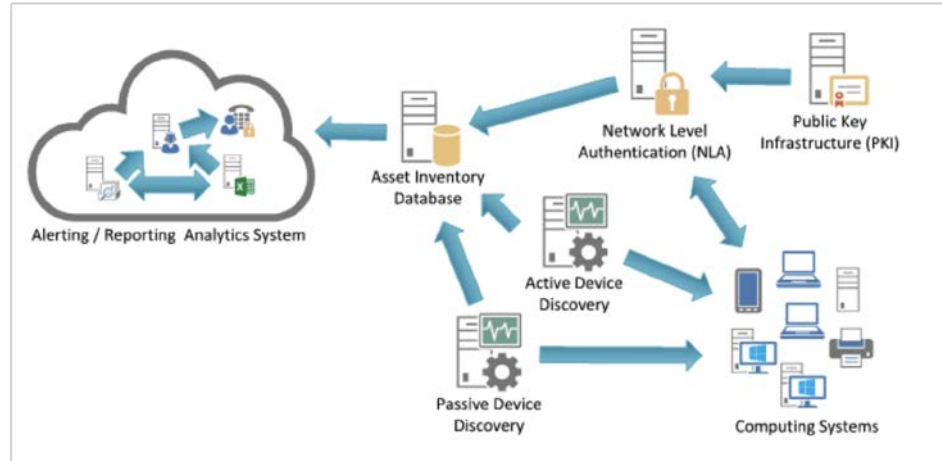 Network Level
Authentication (NLA)
Public Key
Infrastructure (PKI)
Asset Inventory
Database
Alerting / Reporting Analytics System
Active Device
Discovery
Passive Device
Discovery
Computing Systems